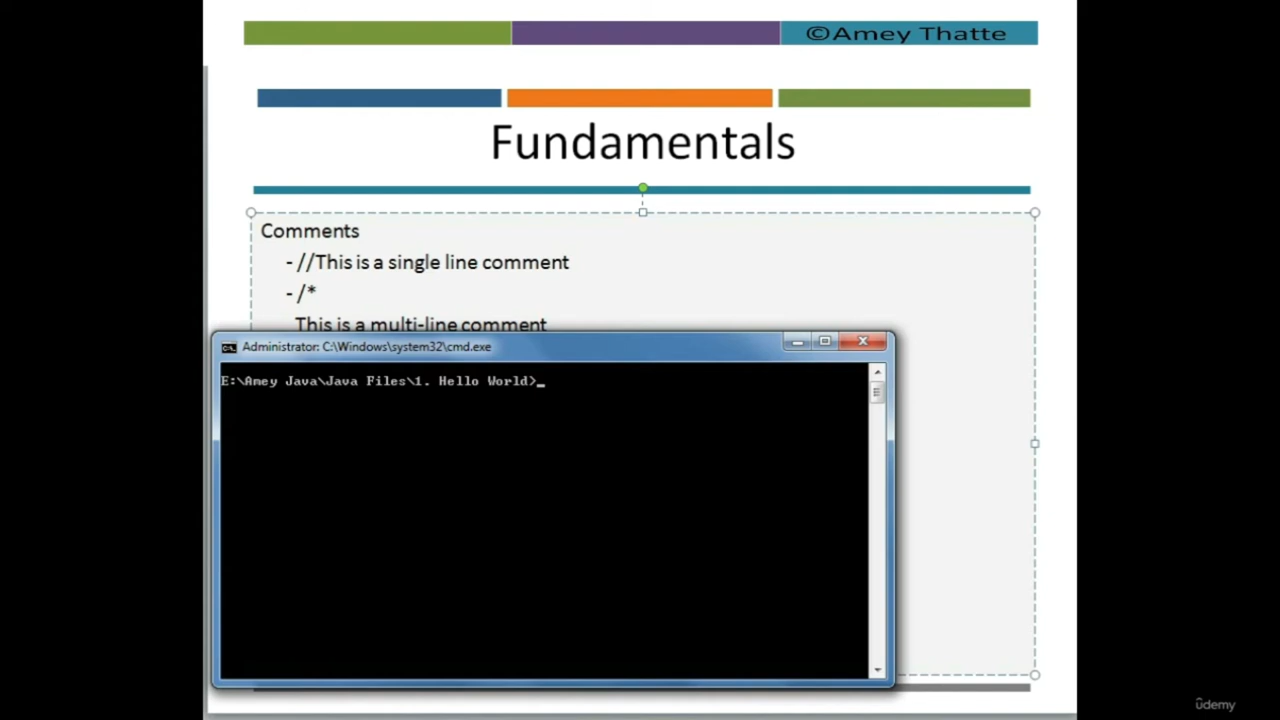 ©Amey Thatte
Fundamentals
Comments
- //This is a single line comment
- /*
This is a multi-line comment
Administrator: C:\Windows\system32\cmd.exe
E:\Amey Java\Java Files\1. Hello World>_
ûdemy